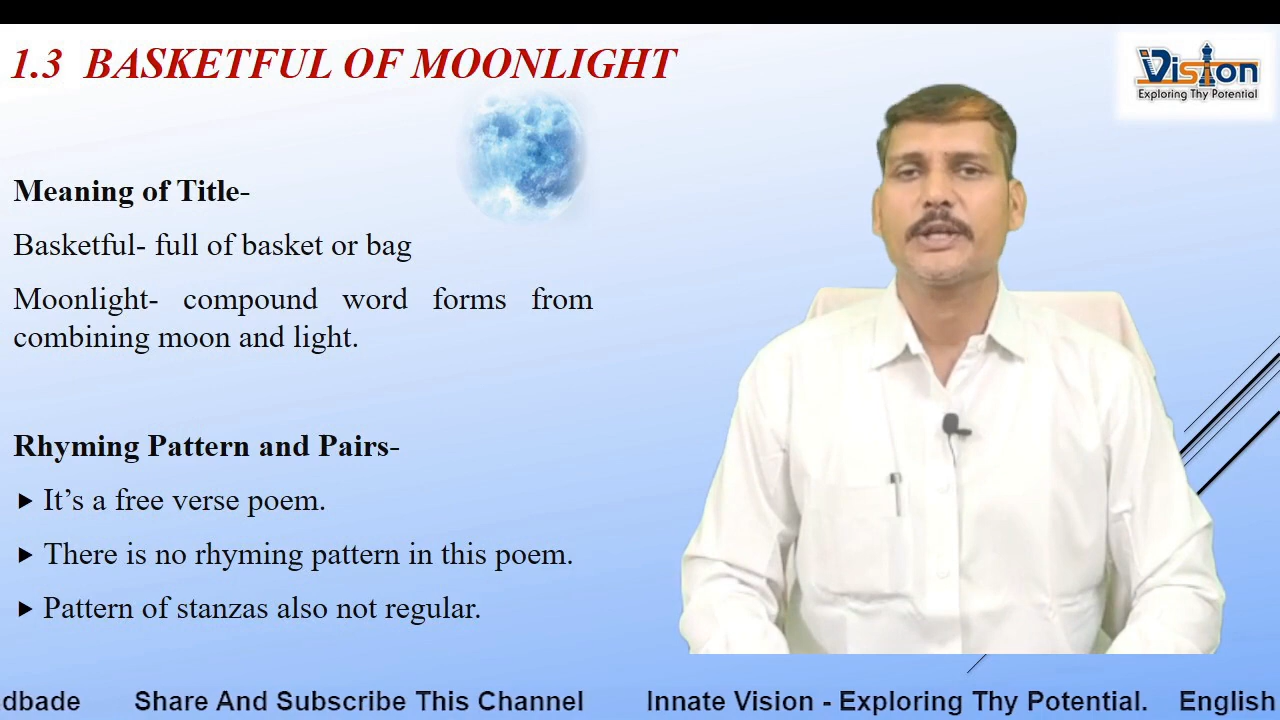 1.3 BASKETFUL OF MOONLIGHT
Vision
Exploring Thy Potential
Meaning of Title-
Basketful- full of basket or bag
Moonlight- compound word forms from
combining moon and light.
Rhyming Pattern and Pairs-
It’s a free verse poem.
There is no rhyming pattern in this poem.
Pattern of stanzas also not regular.
dbade Share And Subscribe This Channel Innate Vision - Exploring Thy Potential. English